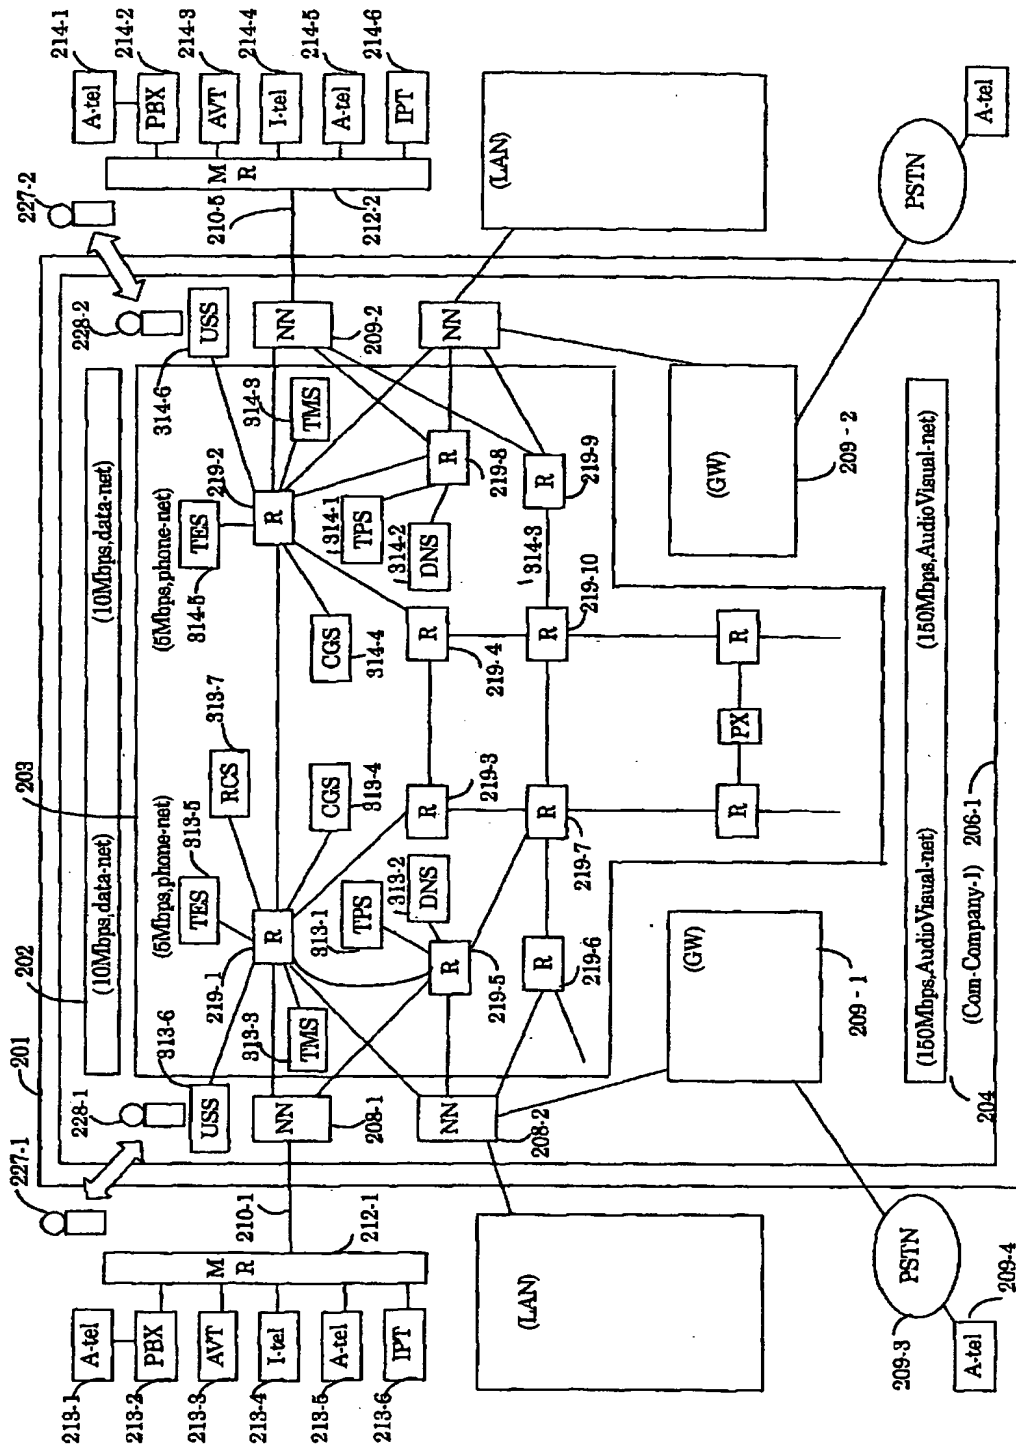 213-1
213-2
213-3
213-4
213-5
213-6
A-tel
PBX
AVT
I-tel
A-tel
IPT
M
R
210-1
212-1
227-1
228-1
201
202
203
(10Mbps,data-net)
(10Mbps,data-net)
228-2
227-2
210-5
212-2
M
R
A-tel
PBX
AVT
I-tel
A-tel
IPT
214-1
214-2
214-3
214-4
214-5
214-6
313-6
USS
(5Mbps,phone-net)
(5Mbps,phone-net)
314-6
USS
219-1
TES
313-5
RCS
313-7
TES
314-5
219-2
NN
208-1
R
R
NN
209-2
313-3
TMS
313-1
TPS
CGS
313-4
CGS
314-4
314-1
TPS
314-3
TMS
313-2
DNS
314-2
DNS
NN
208-2
R
219-5
R
219-3
R
219-4
R
219-8
NN
314-3
R
219-6
R
219-7
R
219-10
R
219-9
(LAN)
(LAN)
(GW)
209-1
(GW)
209-2
R
PX
R
PSTN
209-3
A-tel
209-4
PSTN
A-tel
204
(150Mbps,AudioVisual-net)
(150Mbps,AudioVisual-net)
(Com-Company-1)
206-1